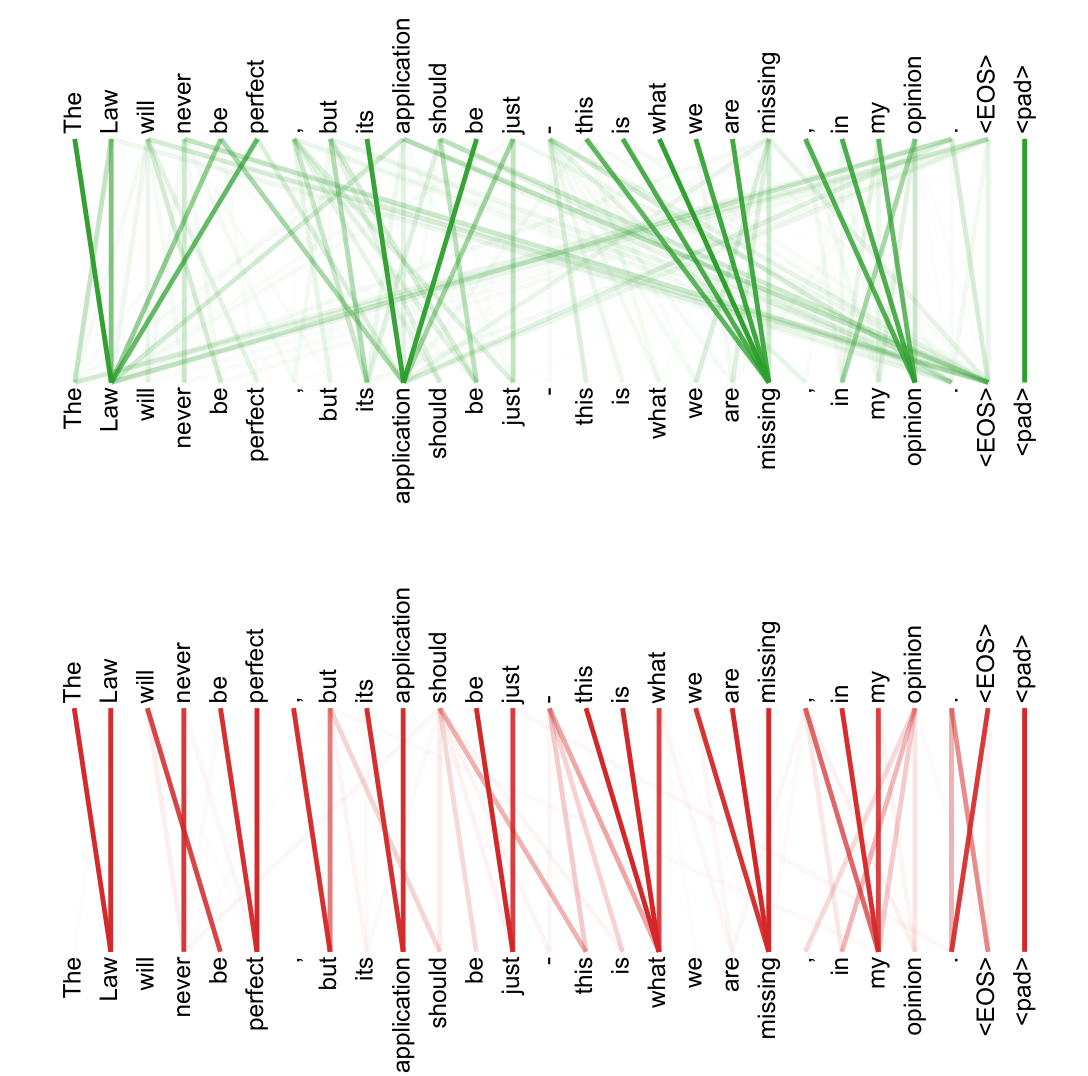 The Law will never be perfect , but its application should be just - this is what we are missing , in my opinion . <EOS> <pad>
The Law will never be perfect , but its application should be just - this is what we are missing , in my opinion . <EOS> <pad>
The Law will never be perfect , but its application should be just - this is what we are missing , in my opinion . <EOS> <pad>
The Law will never be perfect , but its application should be just - this is what we are missing , in my opinion . <EOS> <pad>